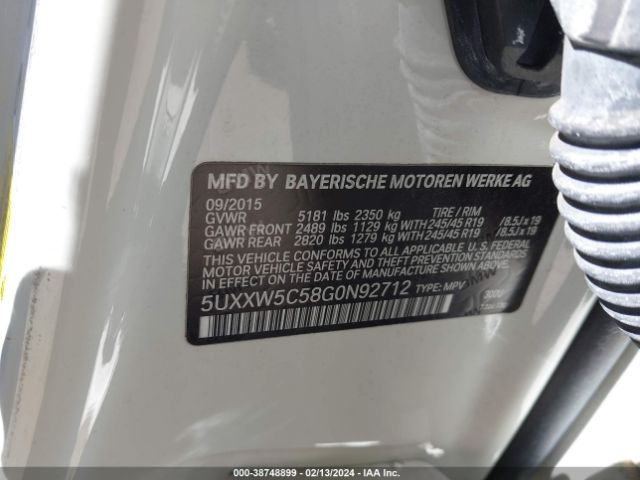 MFD BY BAYERISCHE MOTOREN WERKE AG
09/2015
GVWR 5181 lbs 2350 kg TIRE / RIM
GAWR FRONT 2489 lbs 1129 kg WITH 245/45 R19 /8.5J x 19
GAWR REAR 2820 lbs 1279 kg WITH 245/45 R19 /8.5J x 19
THIS VEHICLE CONFORMS TO ALL APPLICABLE U.S. FEDERAL
MOTOR VEHICLE SAFETY, BUMPER AND THEFT PREVENTION STANDARDS
IN EFFECT ON THE DATE OF MANUFACTURE SHOWN ABOVE.
5UXXW5C58G0N92712 TYPE: MPV 300U
000-38748899 - 02/13/2024 - IAA Inc.